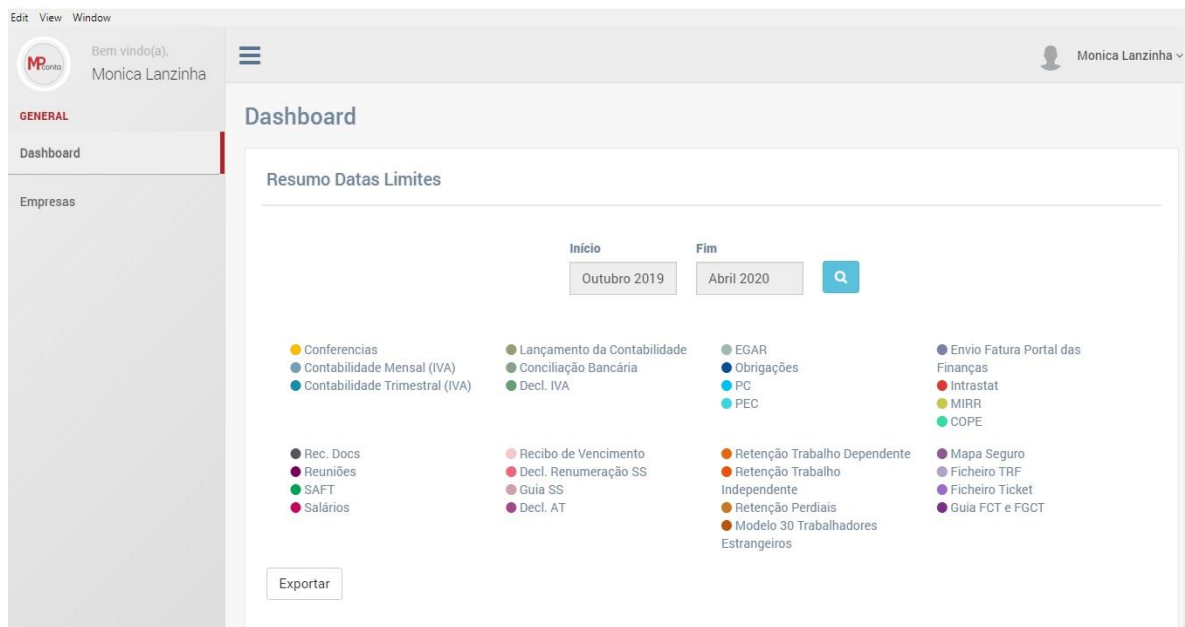 Edit View Window
MPconta
Bem vindo(a),
Monica Lanzinha
Monica Lanzinha
GENERAL
Dashboard
Empresas
Dashboard
Resumo Datas Limites
Início
Fim
Outubro 2019
Abril 2020
Conferencias
Contabilidade Mensal (IVA)
Contabilidade Trimestral (IVA)
Lançamento da Contabilidade
Conciliação Bancária
Decl. IVA
EGAR
Obrigações
PC
PEC
Envio Fatura Portal das
Finanças
Intrastat
MIRR
COPE
Rec. Docs
Reuniões
SAFT
Salários
Recibo de Vencimento
Decl. Renumeração SS
Guia SS
Decl. AT
Retenção Trabalho Dependente
Retenção Trabalho
Independente
Retenção Perdiais
Modelo 30 Trabalhadores
Estrangeiros
Mapa Seguro
Ficheiro TRF
Ficheiro Ticket
Guia FCT e FGCT
Exportar